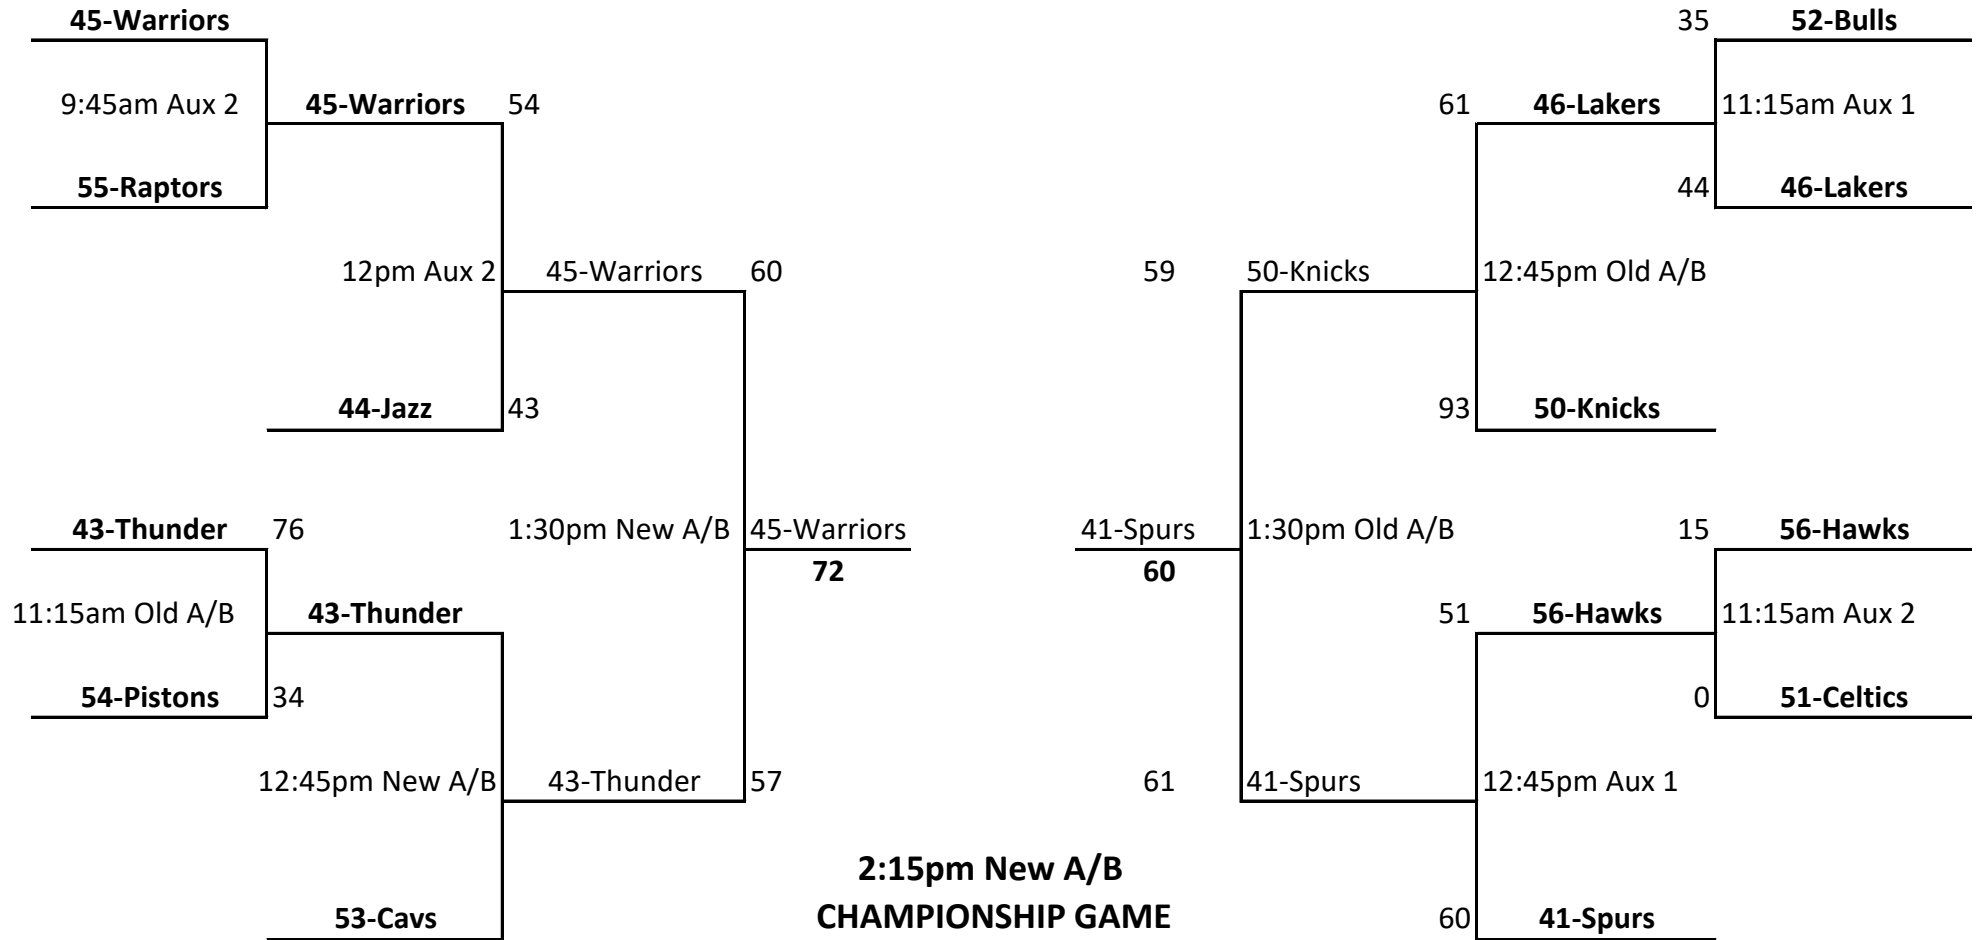 45-Warriors 35 52-Bulls
9:45am Aux 2 45-Warriors 54 61 46-Lakers 11:15am Aux 1
55-Raptors 44 46-Lakers
12pm Aux 2 45-Warriors 60 59 50-Knicks 12:45pm Old A/B
44-Jazz 43 93 50-Knicks
43-Thunder 76 1:30pm New A/B 45-Warriors 41-Spurs 1:30pm Old A/B 15 56-Hawks
72 60
11:15am Old A/B 43-Thunder 51 56-Hawks 11:15am Aux 2
54-Pistons 34 0 51-Celtics
12:45pm New A/B 43-Thunder 57 61 41-Spurs 12:45pm Aux 1
2:15pm New A/B
53-Cavs CHAMPIONSHIP GAME 60 41-Spurs